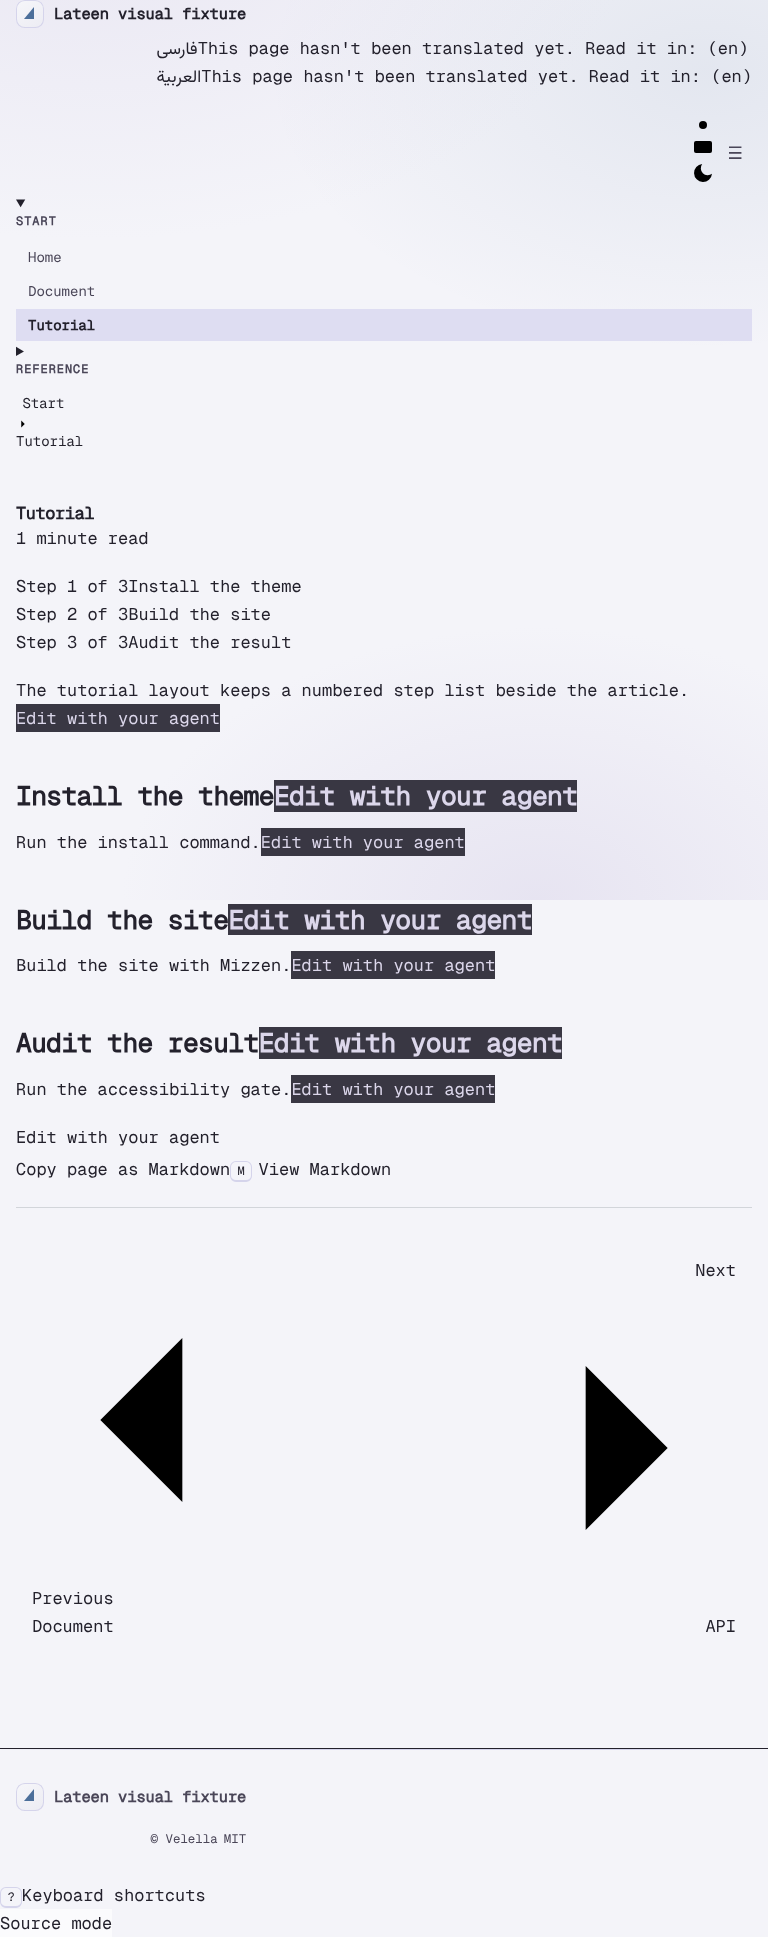 Lateen visual fixture
فارسیThis page hasn't been translated yet. Read it in: (en)
العربيةThis page hasn't been translated yet. Read it in: (en)
START
Home
Document
Tutorial
REFERENCE
Start
Tutorial
Tutorial
1 minute read
Step 1 of 3Install the theme
Step 2 of 3Build the site
Step 3 of 3Audit the result
The tutorial layout keeps a numbered step list beside the article.
Edit with your agent
Install the themeEdit with your agent
Run the install command.Edit with your agent
Build the siteEdit with your agent
Build the site with Mizzen.Edit with your agent
Audit the resultEdit with your agent
Run the accessibility gate.Edit with your agent
Edit with your agent
Copy page as Markdown M View Markdown
Next
Previous
Document
API
Lateen visual fixture
© Velella MIT
? Keyboard shortcuts
Source mode